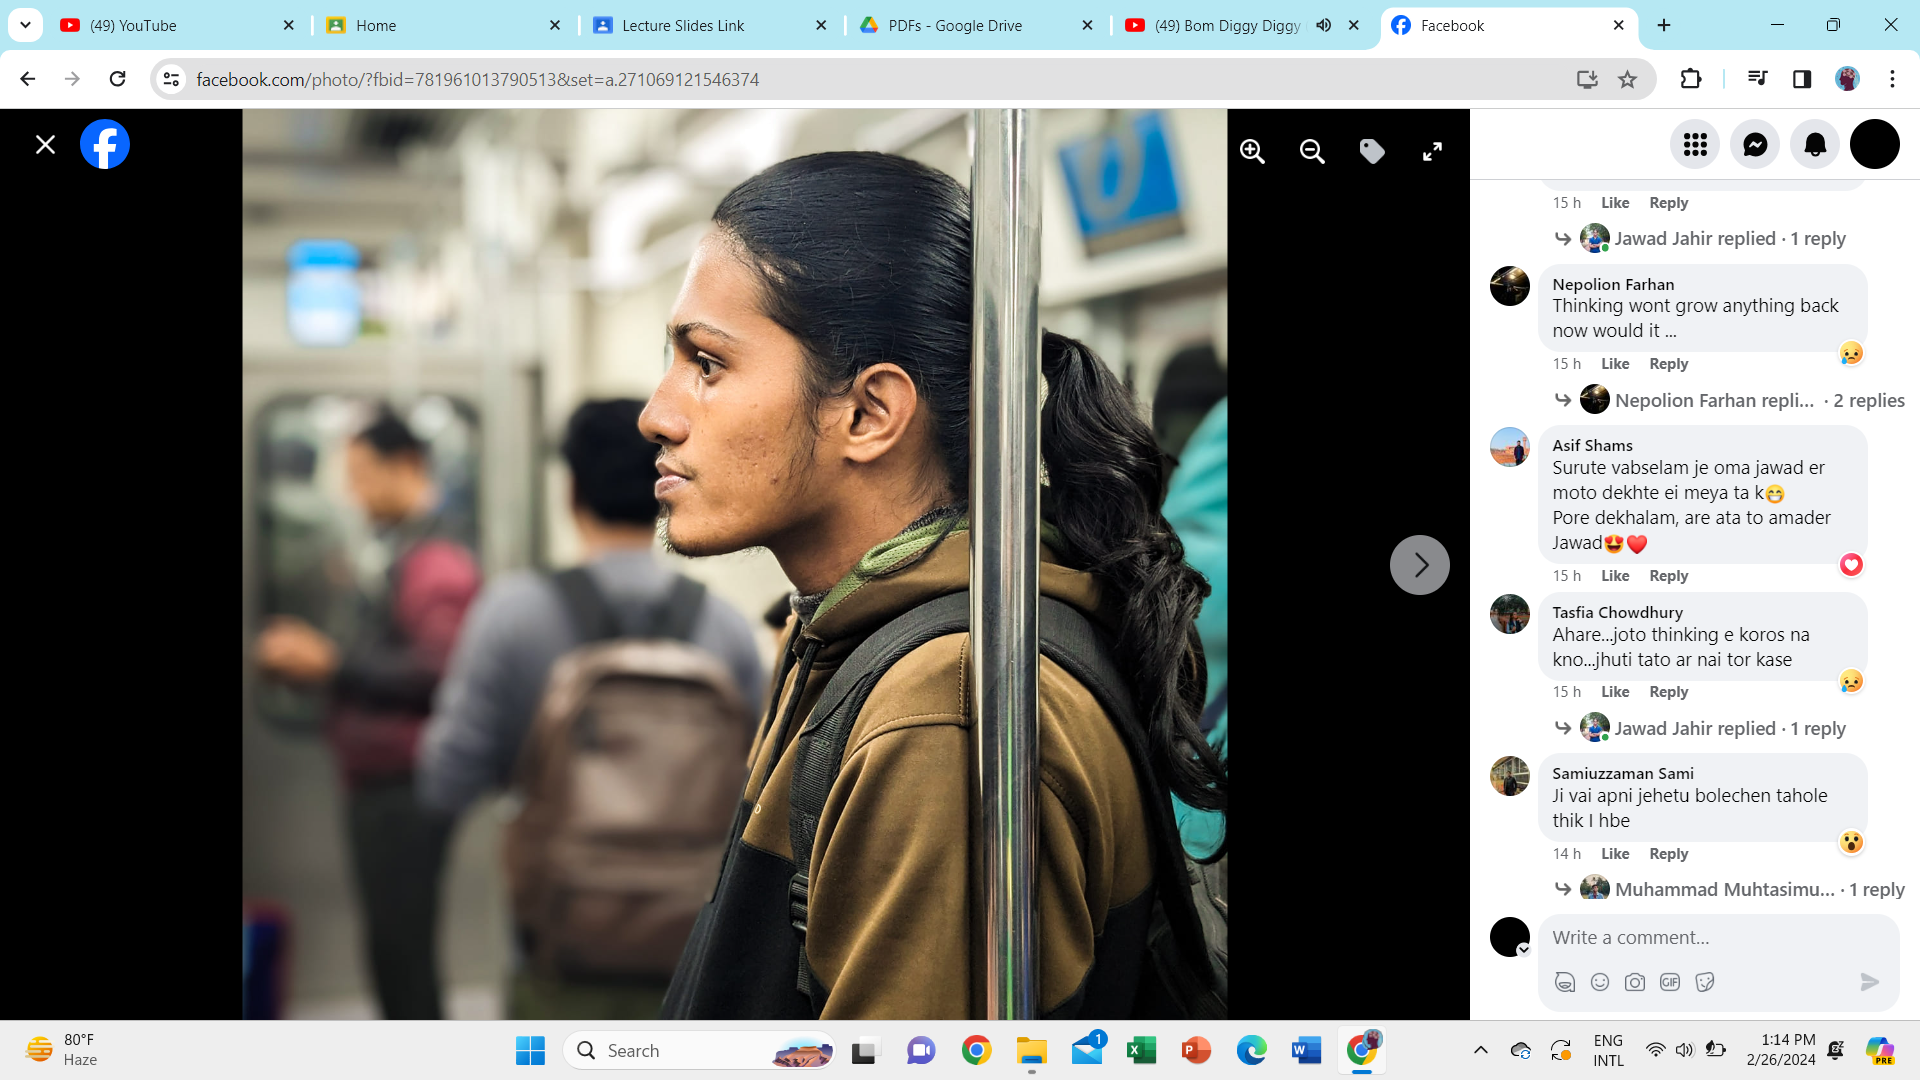 (49) YouTube
Home
Lecture Slides Link
PDFs - Google Drive
(49) Bom Diggy Diggy
Facebook
facebook.com/photo/?fbid=781961013790513&set=a.271069121546374
15 h Like Reply
Jawad Jahir replied · 1 reply
Nepolion Farhan
Thinking wont grow anything back
now would it ...
15 h Like Reply
Nepolion Farhan repli... · 2 replies
Asif Shams
Surute vabselam je oma jawad er
moto dekhte ei meya ta k😁
Pore dekhalam, are ata to amader
Jawad😍❤️
15 h Like Reply
Tasfia Chowdhury
Ahare...joto thinking e koros na
kno...jhuti tato ar nai tor kase
15 h Like Reply
Jawad Jahir replied · 1 reply
Samiuzzaman Sami
Ji vai apni jehetu bolechen tahole
thik I hbe
14 h Like Reply
Muhammad Muhtasimu... · 1 reply
Write a comment...
GIF
80°F
Haze
Search
1
ENG
INTL
1:14 PM
2/26/2024
PRE